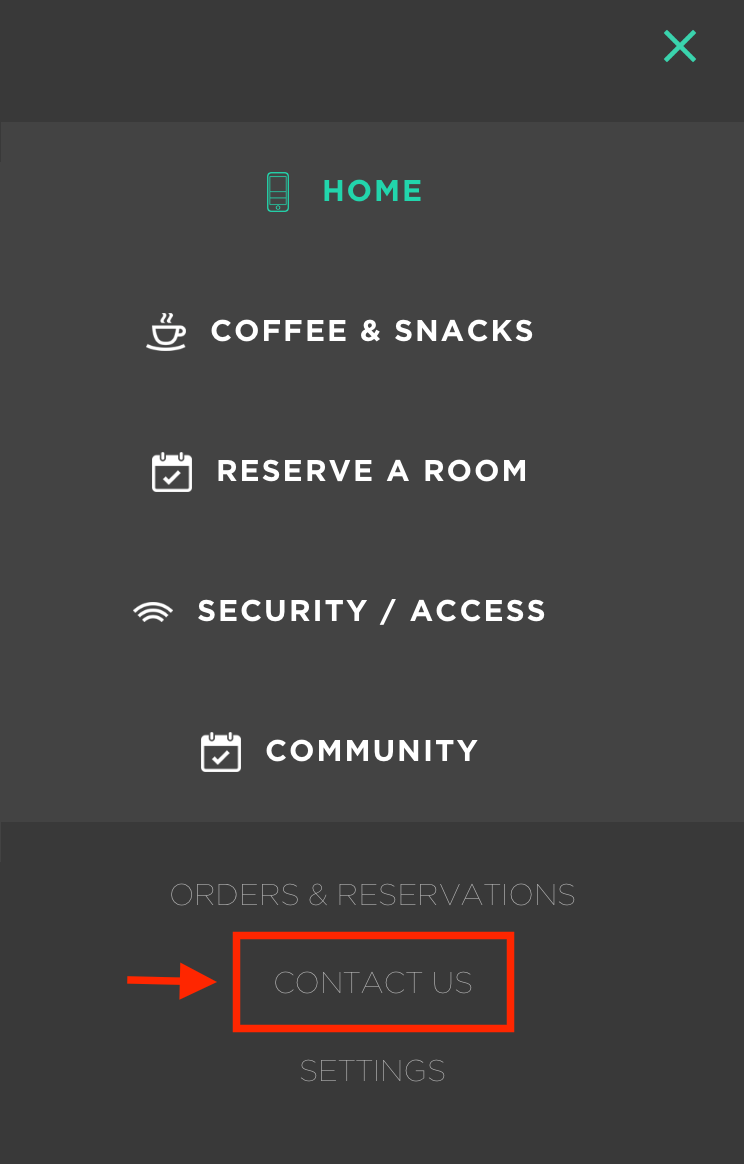 HOME
COFFEE & SNACKS
RESERVE A ROOM
SECURITY / ACCESS
COMMUNITY
ORDERS & RESERVATIONS
CONTACT US
SETTINGS